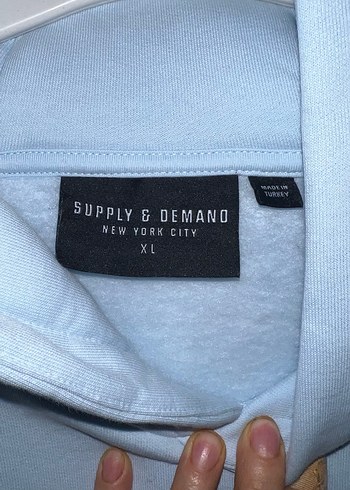 SUPPLY & DEMAND
NEW YORK CITY
XL
MADE IN
TURKEY